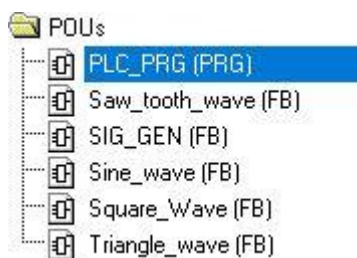 POUs
PLC_PRG (PRG)
Saw_tooth_wave (FB)
SIG_GEN (FB)
Sine_wave (FB)
Square_Wave (FB)
Triangle_wave (FB)